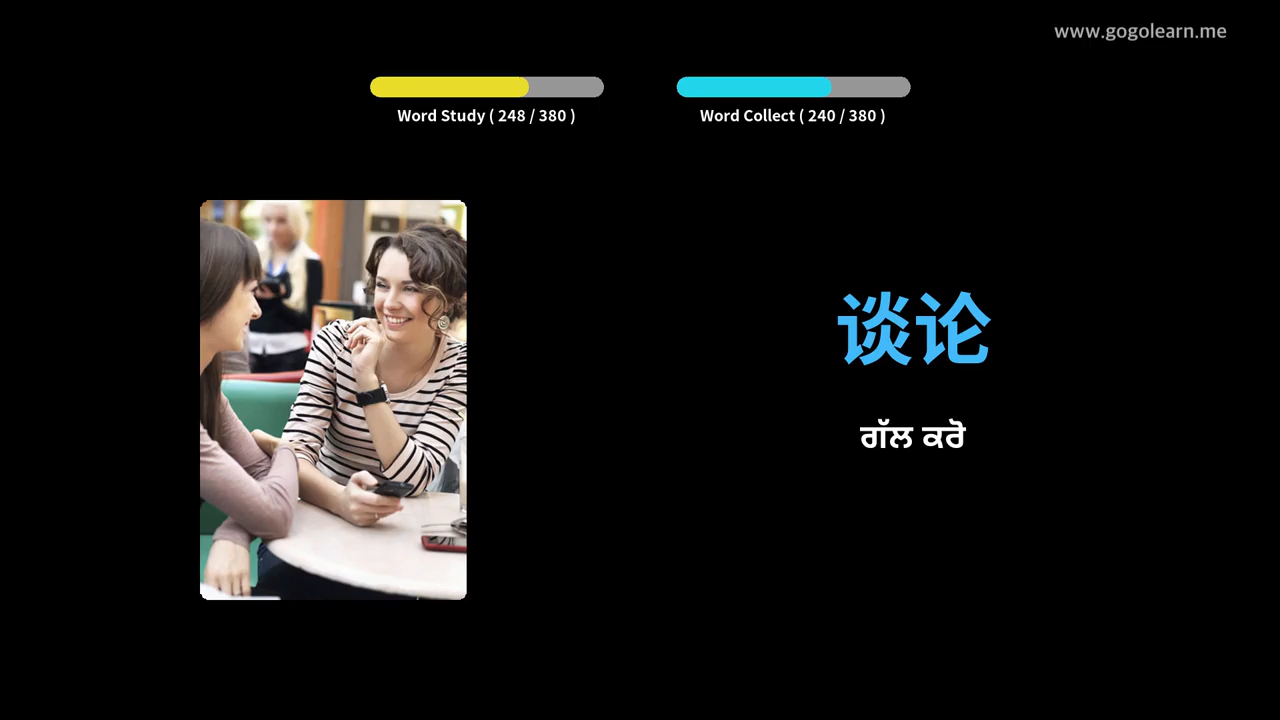 www.gogolearn.me
Word Study ( 248 / 380 )
Word Collect ( 240 / 380 )
谈论
ਗੱਲ ਕਰੋ